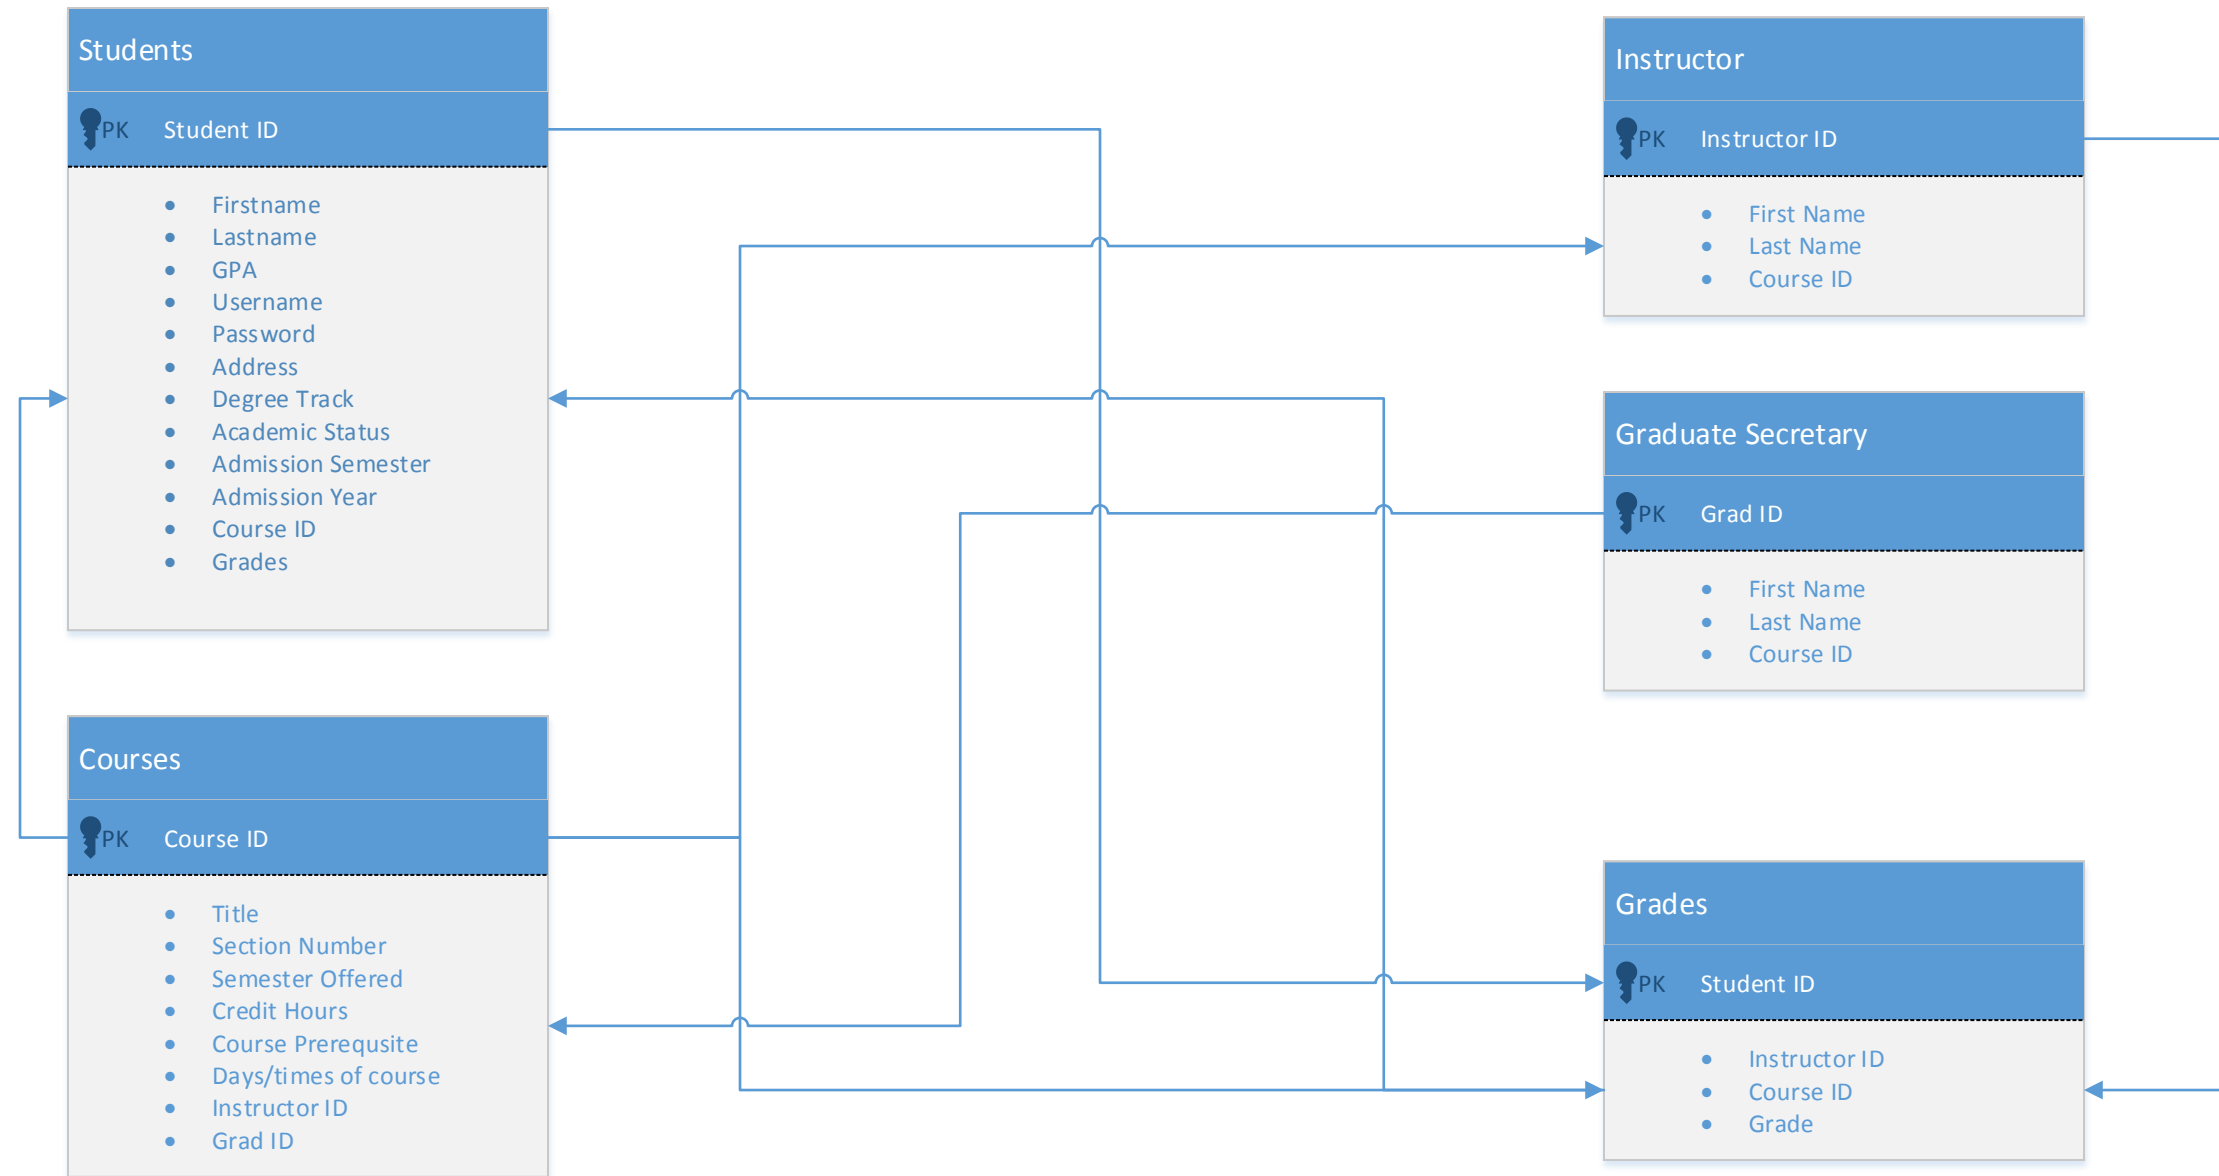 Students
PK Student ID
• Firstname
• Lastname
• GPA
• Username
• Password
• Address
• Degree Track
• Academic Status
• Admission Semester
• Admission Year
• Course ID
• Grades
Courses
PK Course ID
• Title
• Section Number
• Semester Offered
• Credit Hours
• Course Prerequsite
• Days/times of course
• Instructor ID
• Grad ID
Instructor
PK Instructor ID
• First Name
• Last Name
• Course ID
Graduate Secretary
PK Grad ID
• First Name
• Last Name
• Course ID
Grades
PK Student ID
• Instructor ID
• Course ID
• Grade